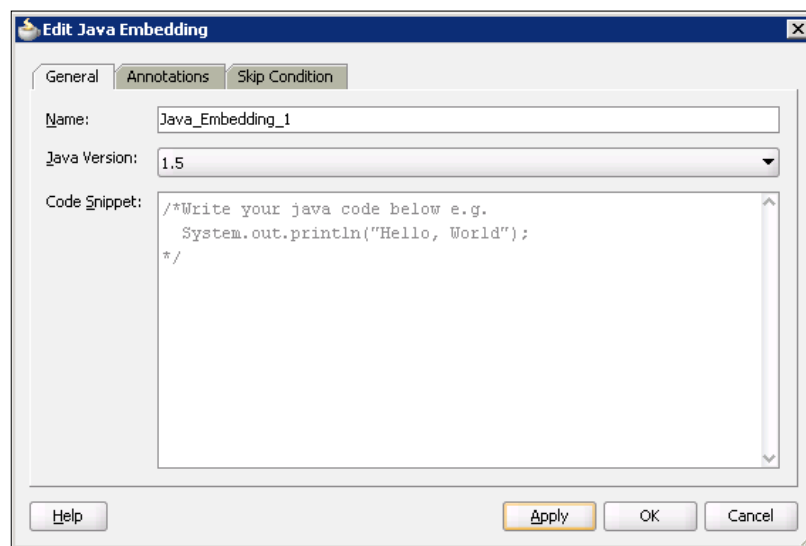 Edit Java Embedding
General Annotations Skip Condition
Name: Java_Embedding_1
Java Version: 1.5
Code Snippet: /*Write your java code below e.g.
System.out.println("Hello, World");
*/
Help Apply OK Cancel